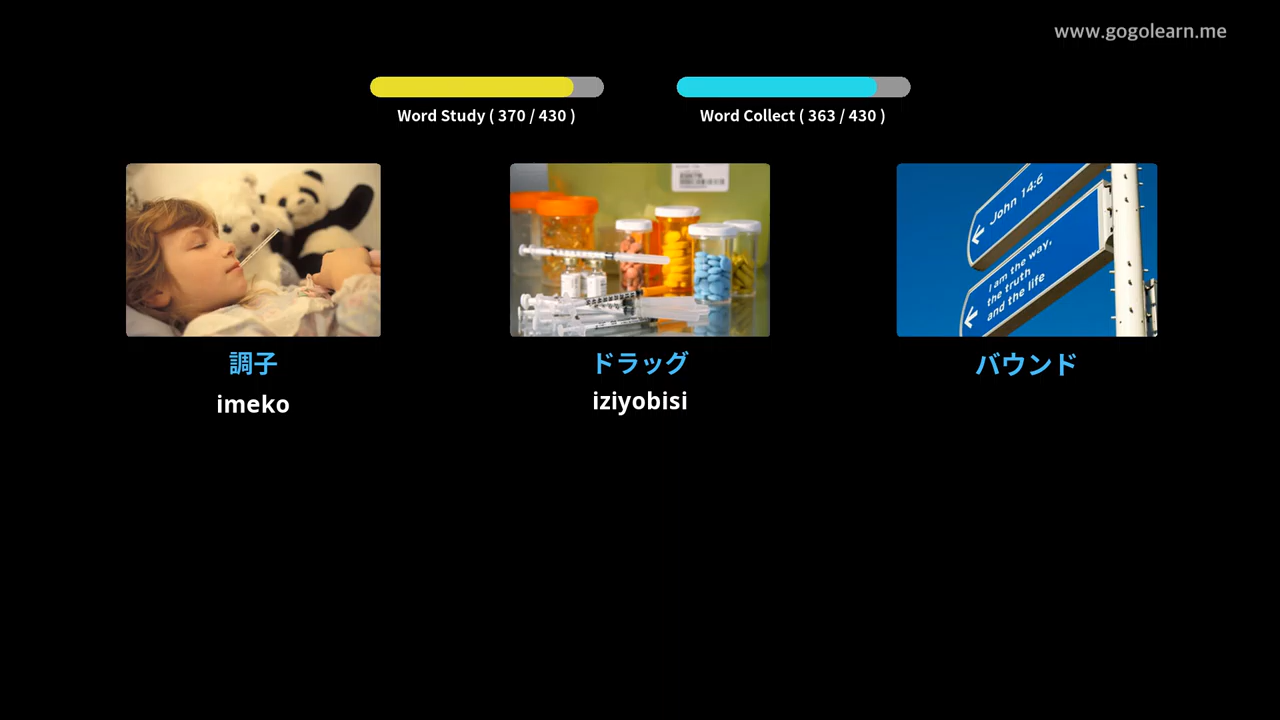 www.gogolearn.me
Word Study ( 370 / 430 )
Word Collect ( 363 / 430 )
John 14:6
I am the way,
the truth
and the life
調子
ドラッグ
バウンド
imeko
iziyobisi